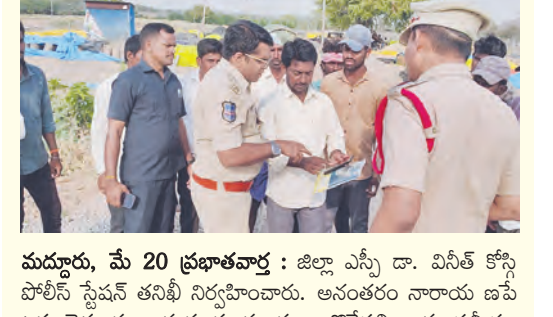 మద్దూరు, మే 20 ప్రభాతవార్త : జిల్లా ఎస్పీ డా. వినీత్ కోస్గి
పోలీస్ స్టేషన్ తనిఖీ నిర్వహించారు. అనంతరం నారాయ ణపే